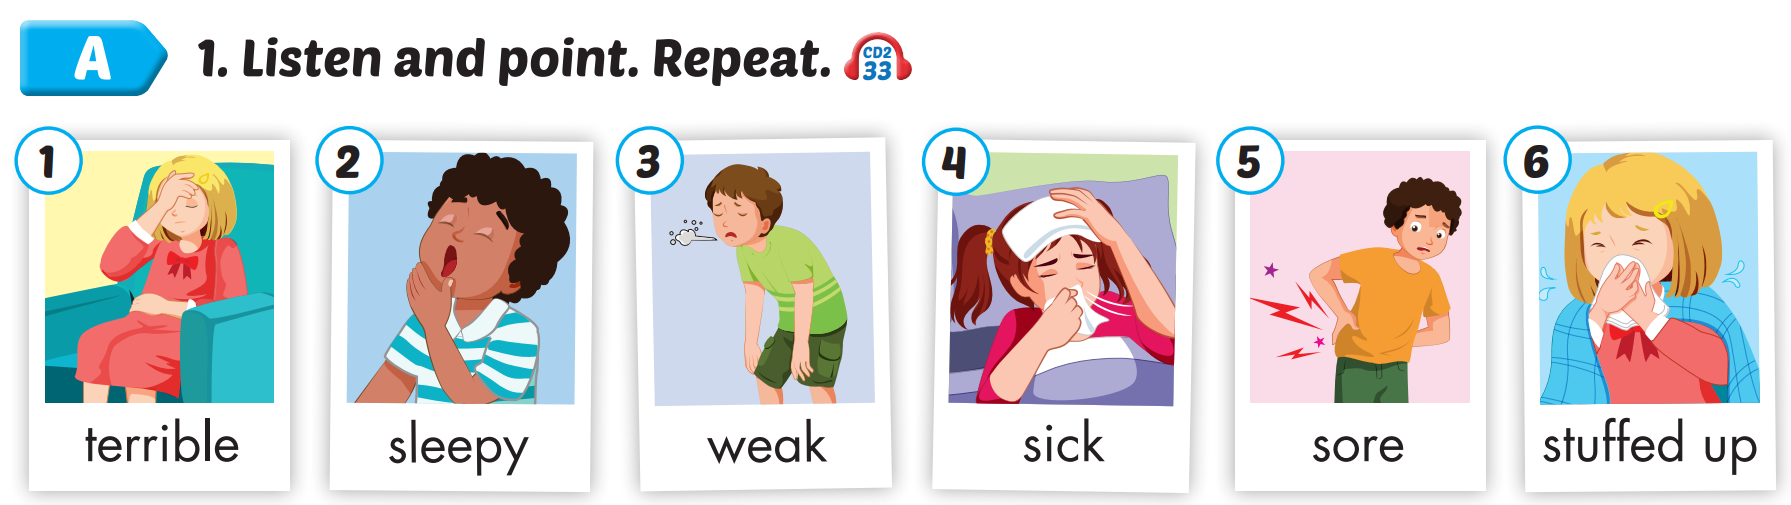 A 1. Listen and point. Repeat. CD2 33
1 2 3 4 5 6
terrible sleepy weak sick sore stuffed up